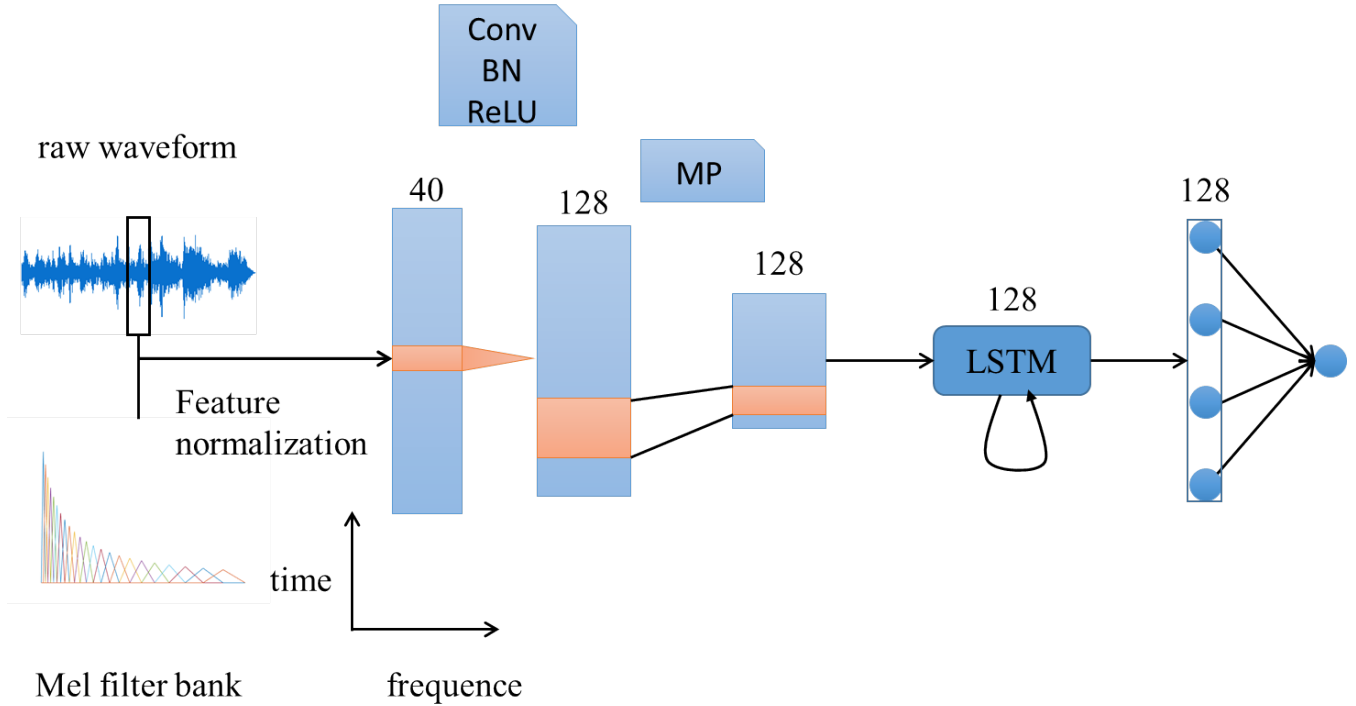 Conv
BN
ReLU
raw waveform
MP
40
128
128
128
128
LSTM
Feature
normalization
time
Mel filter bank
frequence